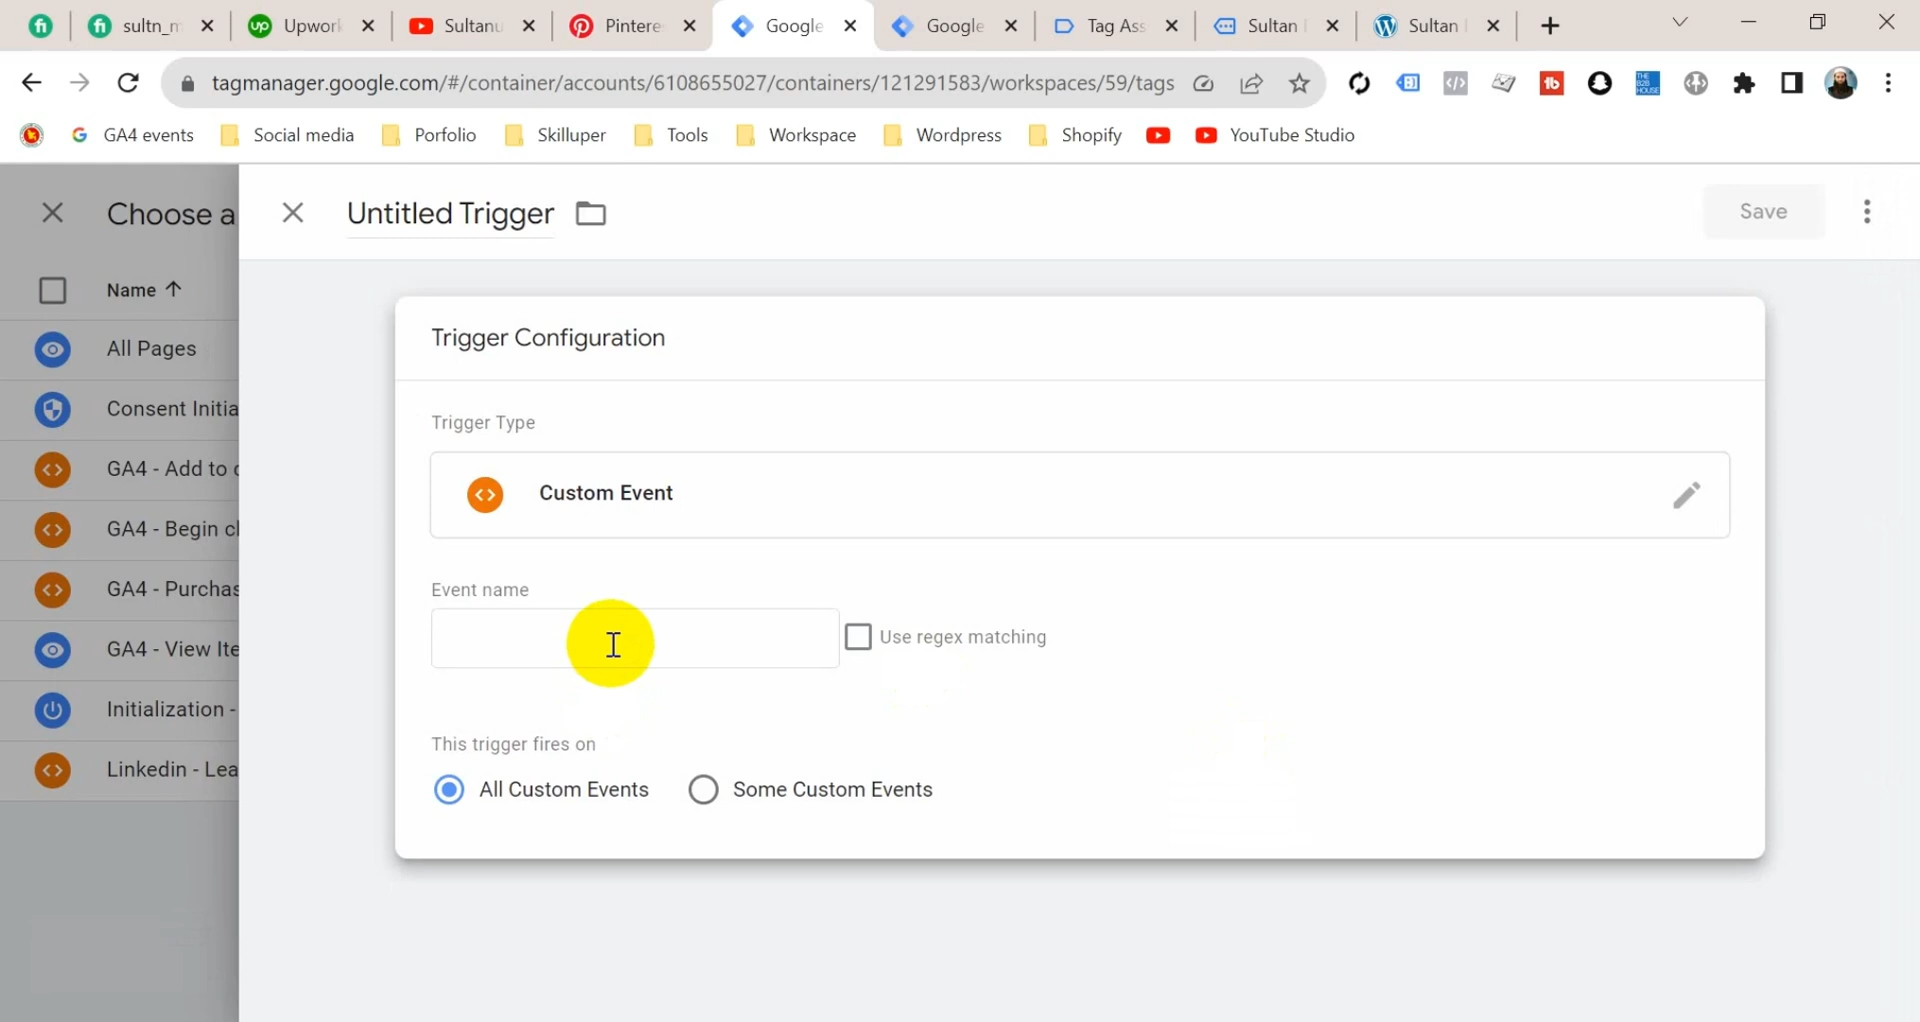 sultn_m Upwork Sultanu Pintere Google Google Tag Ass Sultan Sultan
tagmanager.google.com/#/container/accounts/6108655027/containers/121291583/workspaces/59/tags
GA4 events Social media Porfolio Skilluper Tools Workspace Wordpress Shopify YouTube Studio
Choose a Untitled Trigger Save
Name
Trigger Configuration
All Pages
Consent Initia
Trigger Type
GA4 - Add to c
Custom Event
GA4 - Begin cl
GA4 - Purchas
Event name
Use regex matching
GA4 - View Ite
Initialization -
This trigger fires on
Linkedin - Lea
All Custom Events Some Custom Events